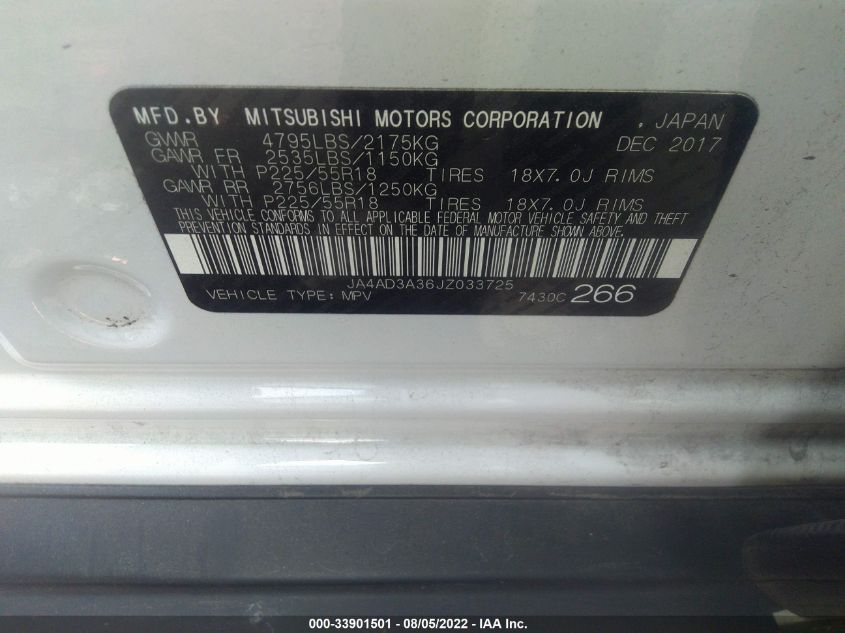 MFD.BY MITSUBISHI MOTORS CORPORATION . JAPAN
GVWR 4795LBS/2175KG DEC 2017
GAWR FR 2535LBS/1150KG
WITH P225/55R18 TIRES 18X7.0J RIMS
GAWR RR 2756LBS/1250KG
WITH P225/55R18 TIRES 18X7.0J RIMS
THIS VEHICLE CONFORMS TO ALL APPLICABLE FEDERAL MOTOR VEHICLE SAFETY AND THEFT
PREVENTION STANDARDS IN EFFECT ON THE DATE OF MANUFACTURE SHOWN ABOVE.
JA4AD3A36JZ033725
VEHICLE TYPE: MPV 7430C 266
000-33901501 - 08/05/2022 - IAA Inc.